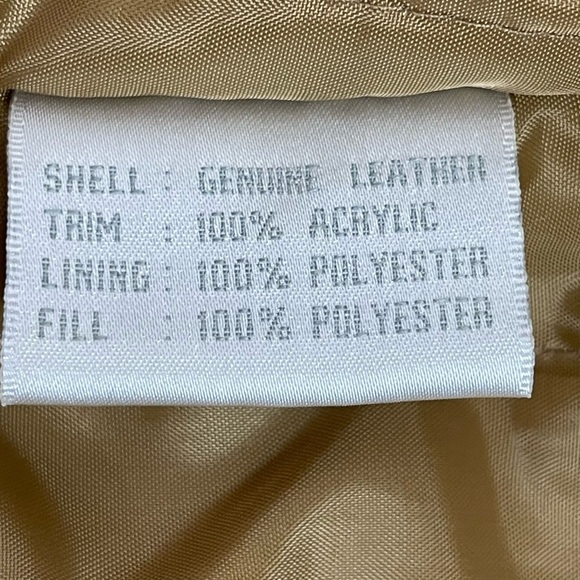 SHELL : GENUINE LEATHER
TRIM : 100% ACRYLIC
LINING : 100% POLYESTER
FILL : 100% POLYESTER